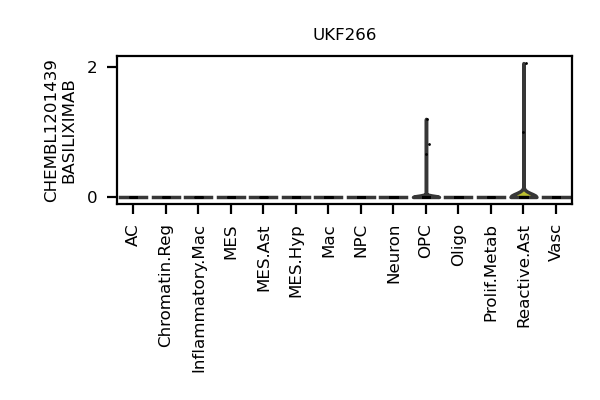 UKF266
CHEMBL1201439
BASILIXIMAB
2
0
AC
Chromatin.Reg
Inflammatory.Mac
MES
MES.Ast
MES.Hyp
Mac
NPC
Neuron
OPC
Oligo
Prolif.Metab
Reactive.Ast
Vasc